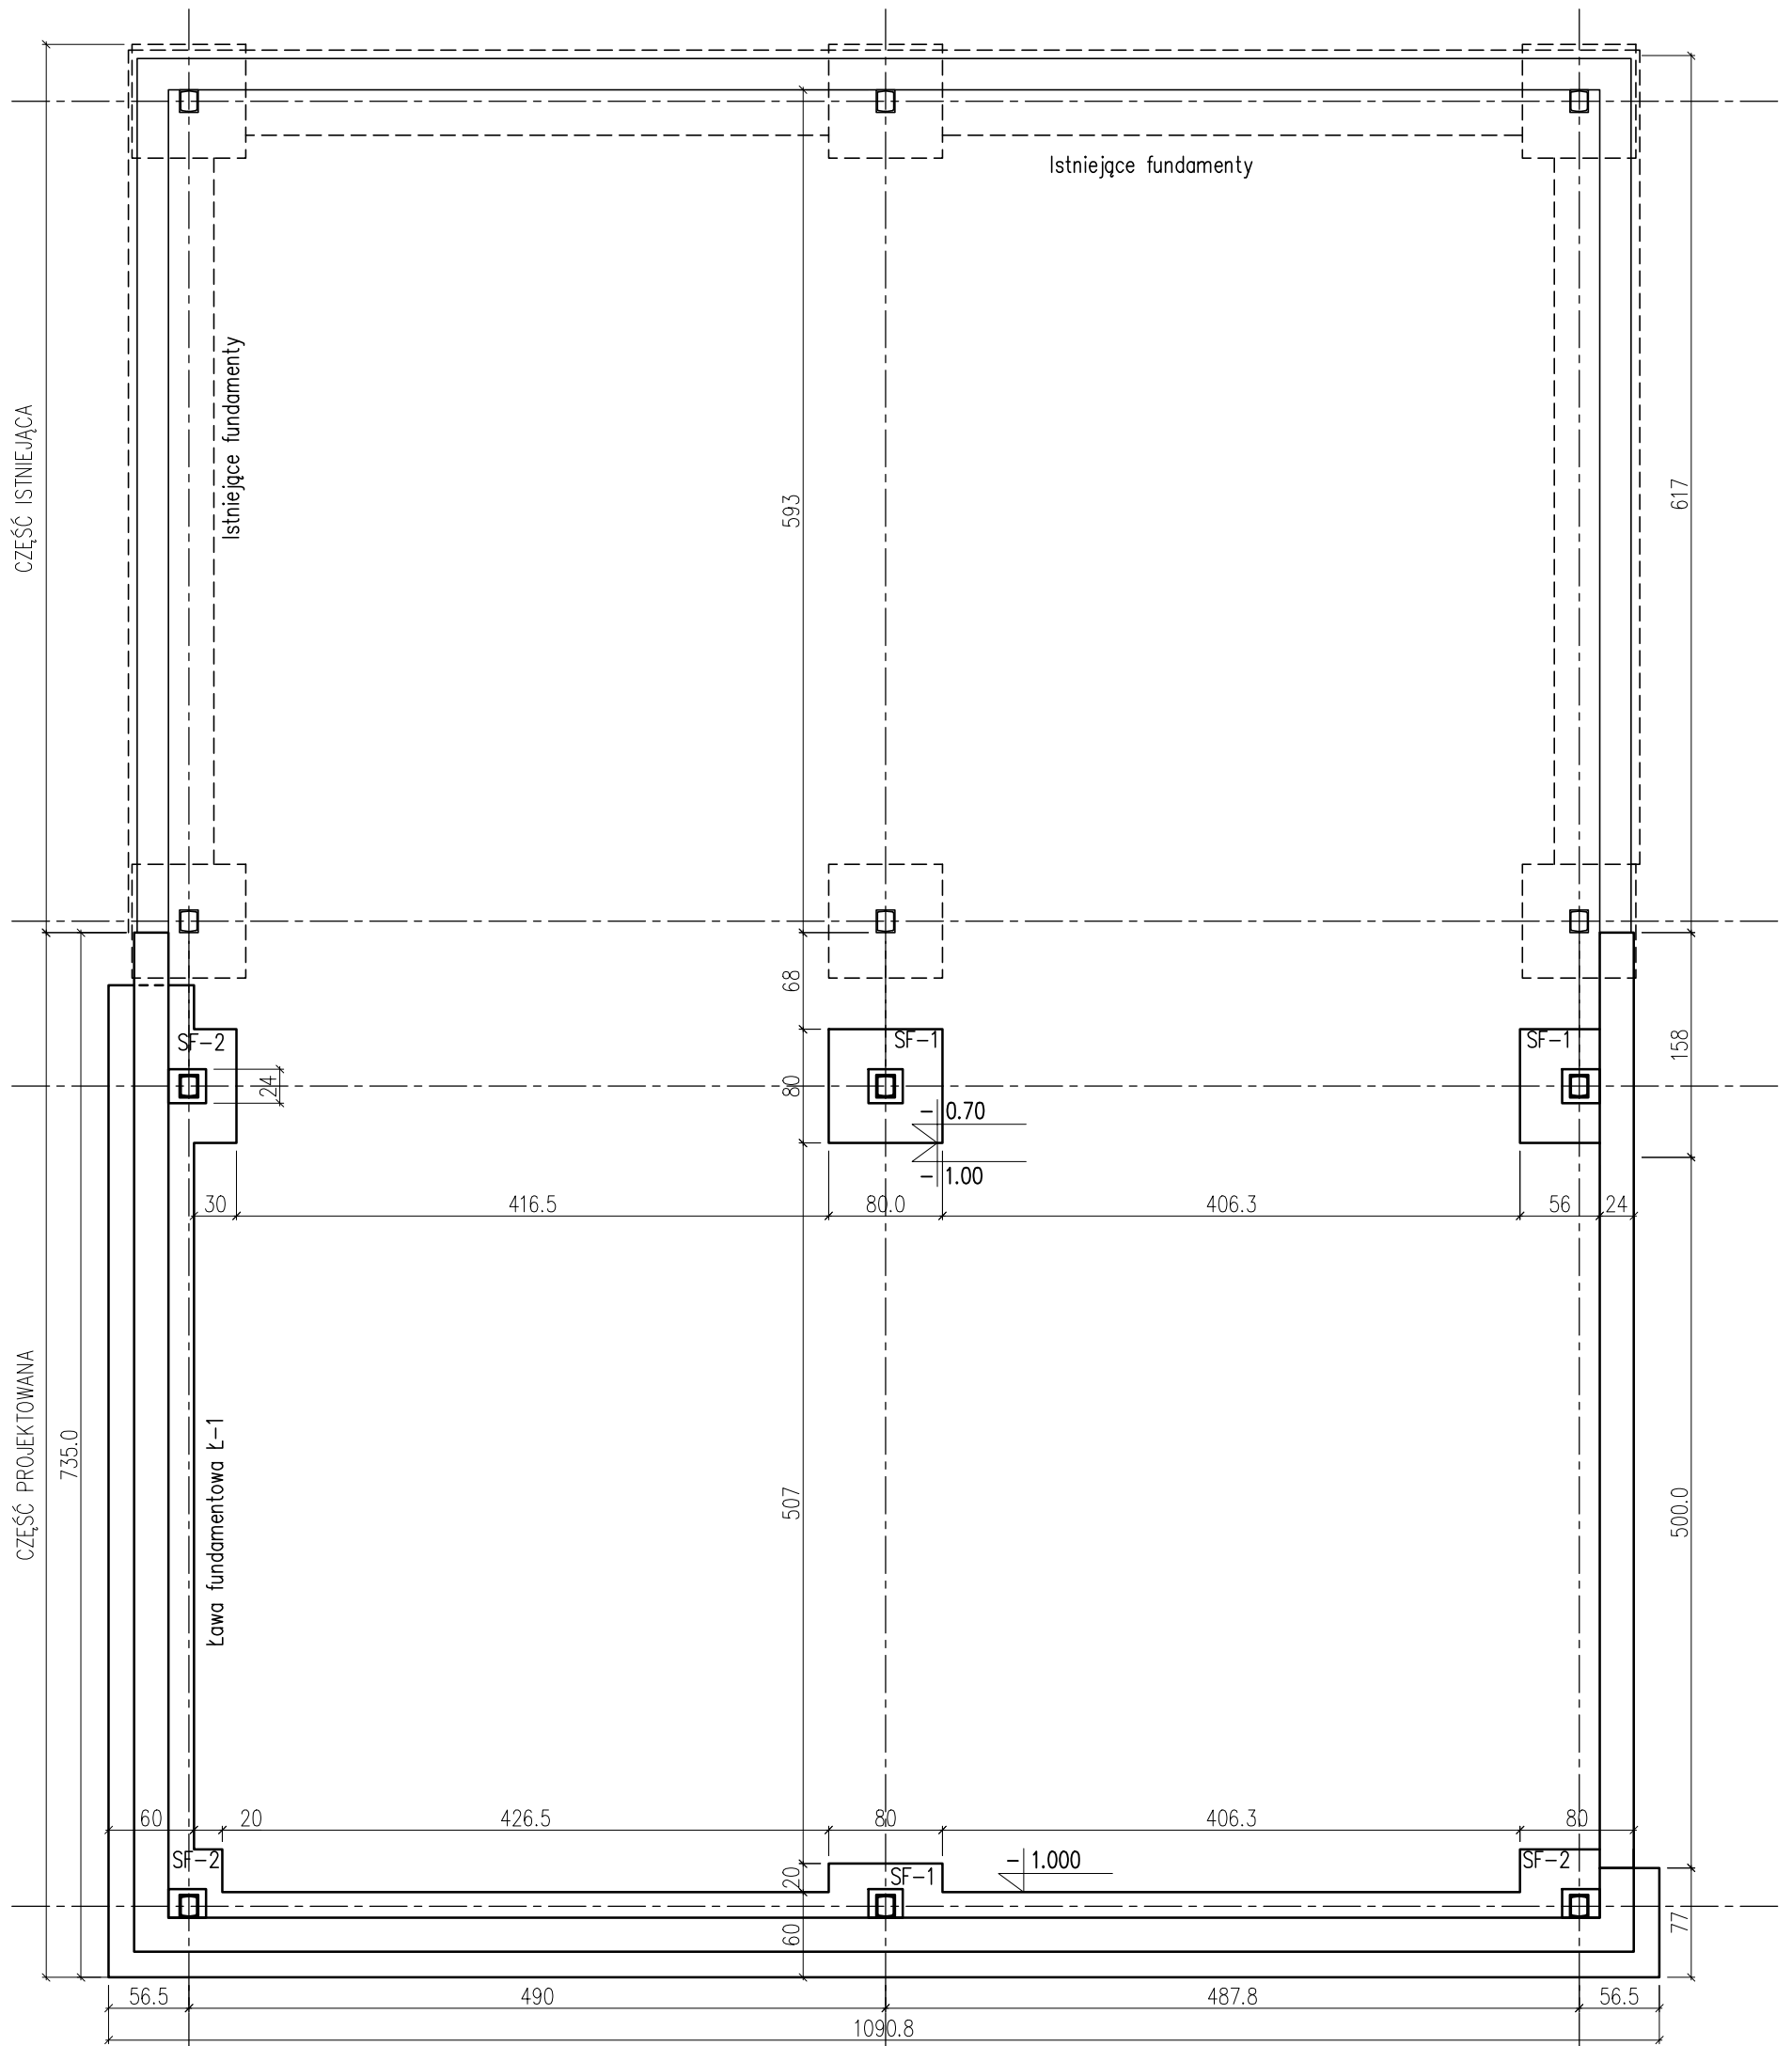 Istniejące fundamenty
Istniejące fundamenty
CZĘŚĆ ISTNIEJĄCA
593
617
68
158
SF-2
SF-1
SF-1
24
80
- 0.70
- 1.00
30
416.5
80.0
406.3
56
24
CZĘŚĆ PROJEKTOWANA
735.0
Ława fundamentowa Ł-1
507
500.0
60
20
426.5
80
406.3
80
SF-2
20
SF-1
- 1.000
SF-2
60
77
56.5
490
487.8
56.5
1090.8